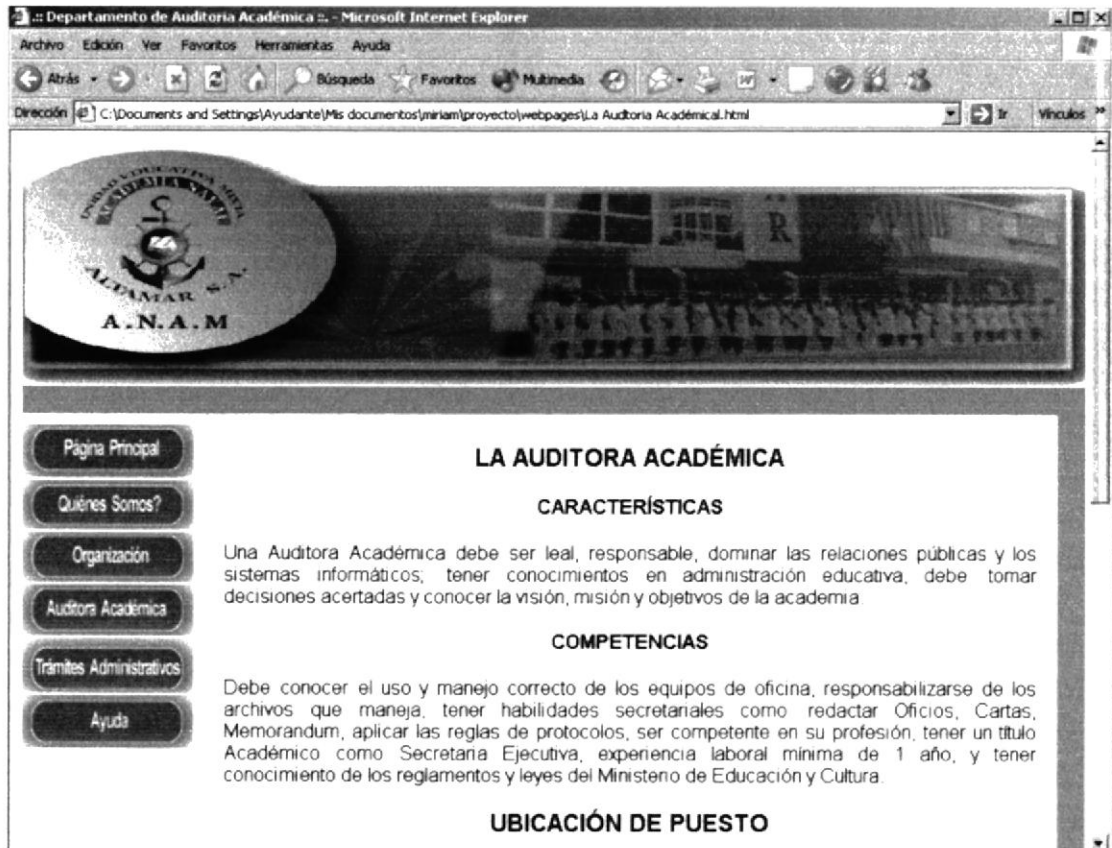 .:: Departamento de Auditoria Académica ::. - Microsoft Internet Explorer
Archivo Edición Ver Favoritos Herramientas Ayuda
Atrás Búsqueda Favoritos Multimedia
Dirección C:\Documents and Settings\Ayudante\Mis documentos\miriam\proyecto\webpages\La Auditoria Académical.html Ir Vínculos »
UNIDAD EDUCATIVA MIXTA
ACADEMIA NAVAL
ALTAMAR S.A.
A.N.A.M
R
Página Principal
Quiénes Somos?
Organización
Auditora Académica
Trámites Administrativos
Ayuda
LA AUDITORA ACADÉMICA
CARACTERÍSTICAS
Una Auditora Académica debe ser leal, responsable, dominar las relaciones públicas y los
sistemas informáticos; tener conocimientos en administración educativa, debe tomar
decisiones acertadas y conocer la visión, misión y objetivos de la academia.
COMPETENCIAS
Debe conocer el uso y manejo correcto de los equipos de oficina, responsabilizarse de los
archivos que maneja, tener habilidades secretariales como redactar Oficios, Cartas,
Memorandum, aplicar las reglas de protocolos, ser competente en su profesión, tener un título
Académico como Secretaria Ejecutiva, experiencia laboral mínima de 1 año, y tener
conocimiento de los reglamentos y leyes del Ministerio de Educación y Cultura.
UBICACIÓN DE PUESTO